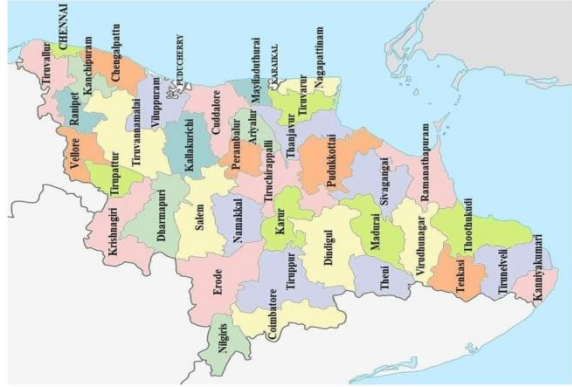 CHENNAI
Tiruvallur
Kanchipuram
Chengalpattu
Ranipet
Vellore
Tiruvannamalai
Viluppuram
PUDUCHERRY
Tirupattur
Kallakurichi
Cuddalore
Krishnagiri
Dharmapuri
Salem
Perambalur
Ariyalur
Mayiladuthurai
KARAIKAL
Nagapattinam
Tiruvarur
Thanjavur
Namakkal
Tiruchirappalli
Erode
Karur
Pudukkottai
Nilgiris
Coimbatore
Tiruppur
Dindigul
Sivagangai
Madurai
Theni
Ramanathapuram
Virudhunagar
Thoothukudi
Tenkasi
Tirunelveli
Kanniyakumari